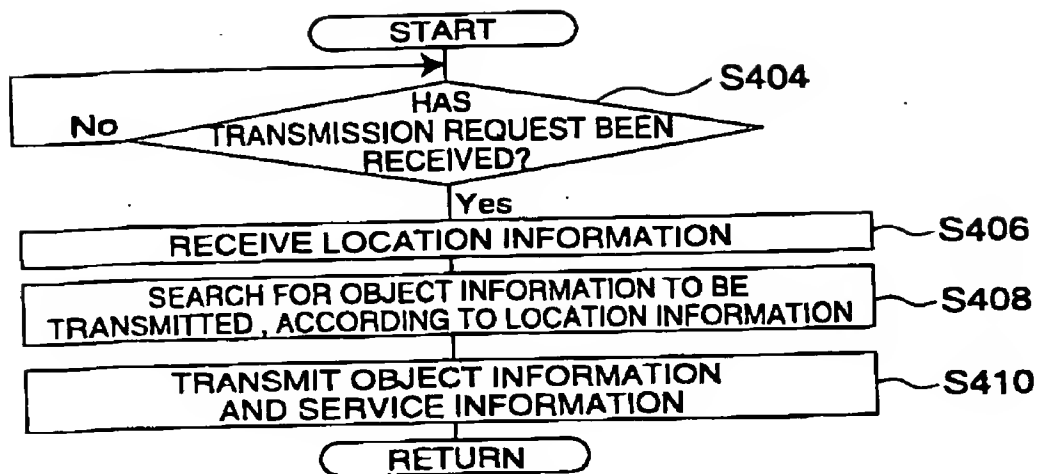 START
S404
HAS
TRANSMISSION REQUEST BEEN
RECEIVED?
No
Yes
RECEIVE LOCATION INFORMATION
S406
SEARCH FOR OBJECT INFORMATION TO BE
TRANSMITTED, ACCORDING TO LOCATION INFORMATION
S408
TRANSMIT OBJECT INFORMATION
AND SERVICE INFORMATION
S410
RETURN